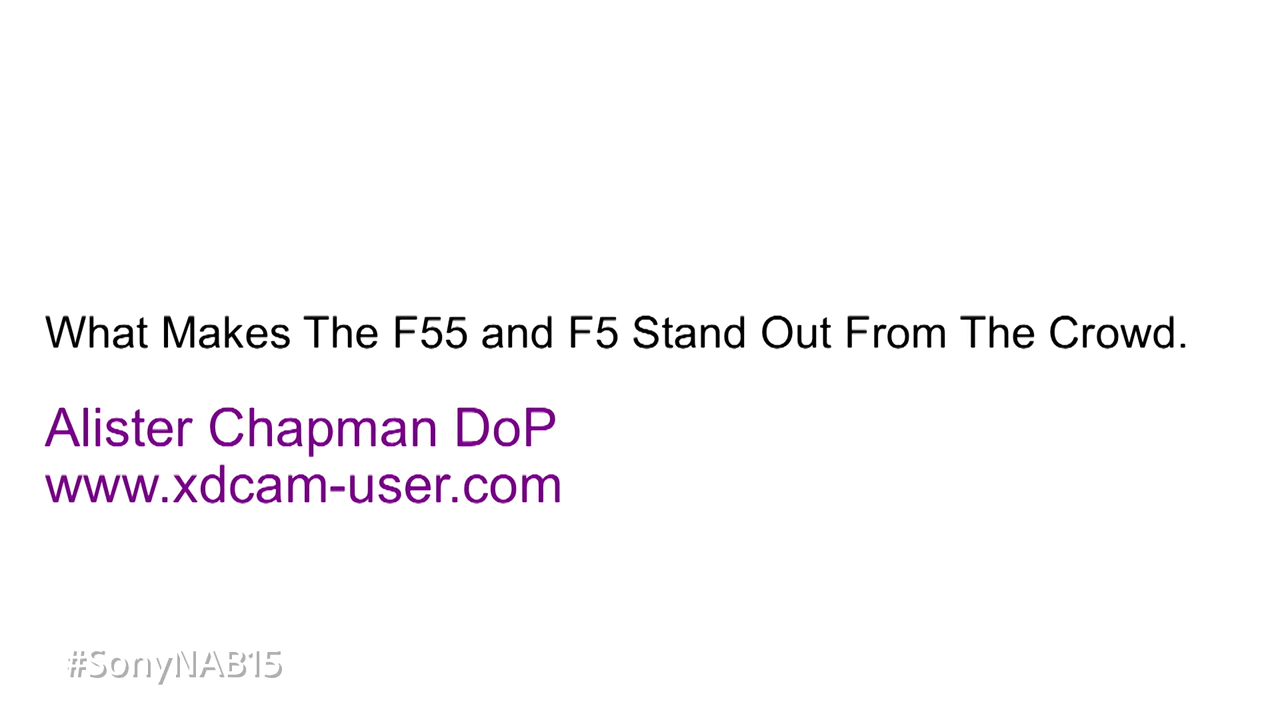 What Makes The F55 and F5 Stand Out From The Crowd.
Alister Chapman DoP
www.xdcam-user.com
#SonyNAB15